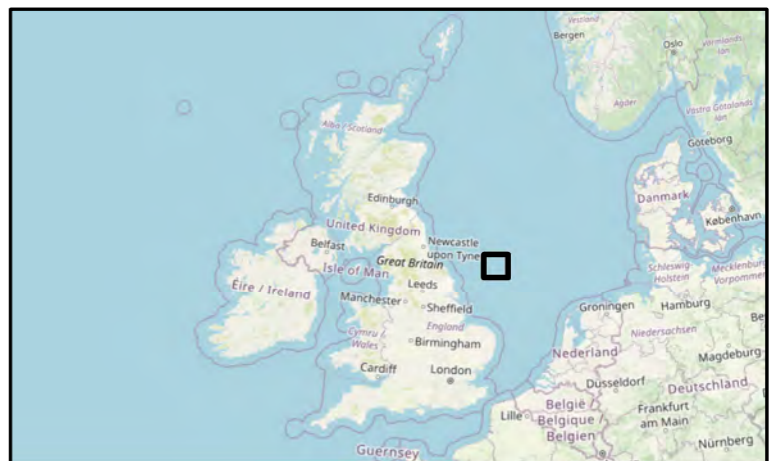 Vestland
Bergen
Oslo
Värmlands
län
Agder
Västra Götalands
län
Göteborg
Alba / Scotland
Edinburgh
Danmark
København
United Kingdom
Newcastle
upon Tyne
Belfast
Great Britain
Isle of Man
Leeds
Éire / Ireland
Manchester
Sheffield
Schleswig
Holstein
Mecklenburg
Vorpommern
Groningen
Hamburg
Cymru /
Wales
England
Birmingham
Niedersachsen
Nederland
Magdeburg
Cardiff
London
Düsseldorf
Deutschland
België /
Belgique /
Belgien
Lille
Frankfurt
am Main
Nürnberg
Guernsey